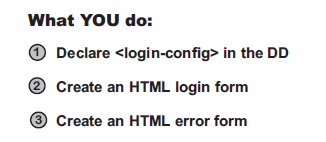 What YOU do:
1 Declare <login-config> in the DD
2 Create an HTML login form
3 Create an HTML error form